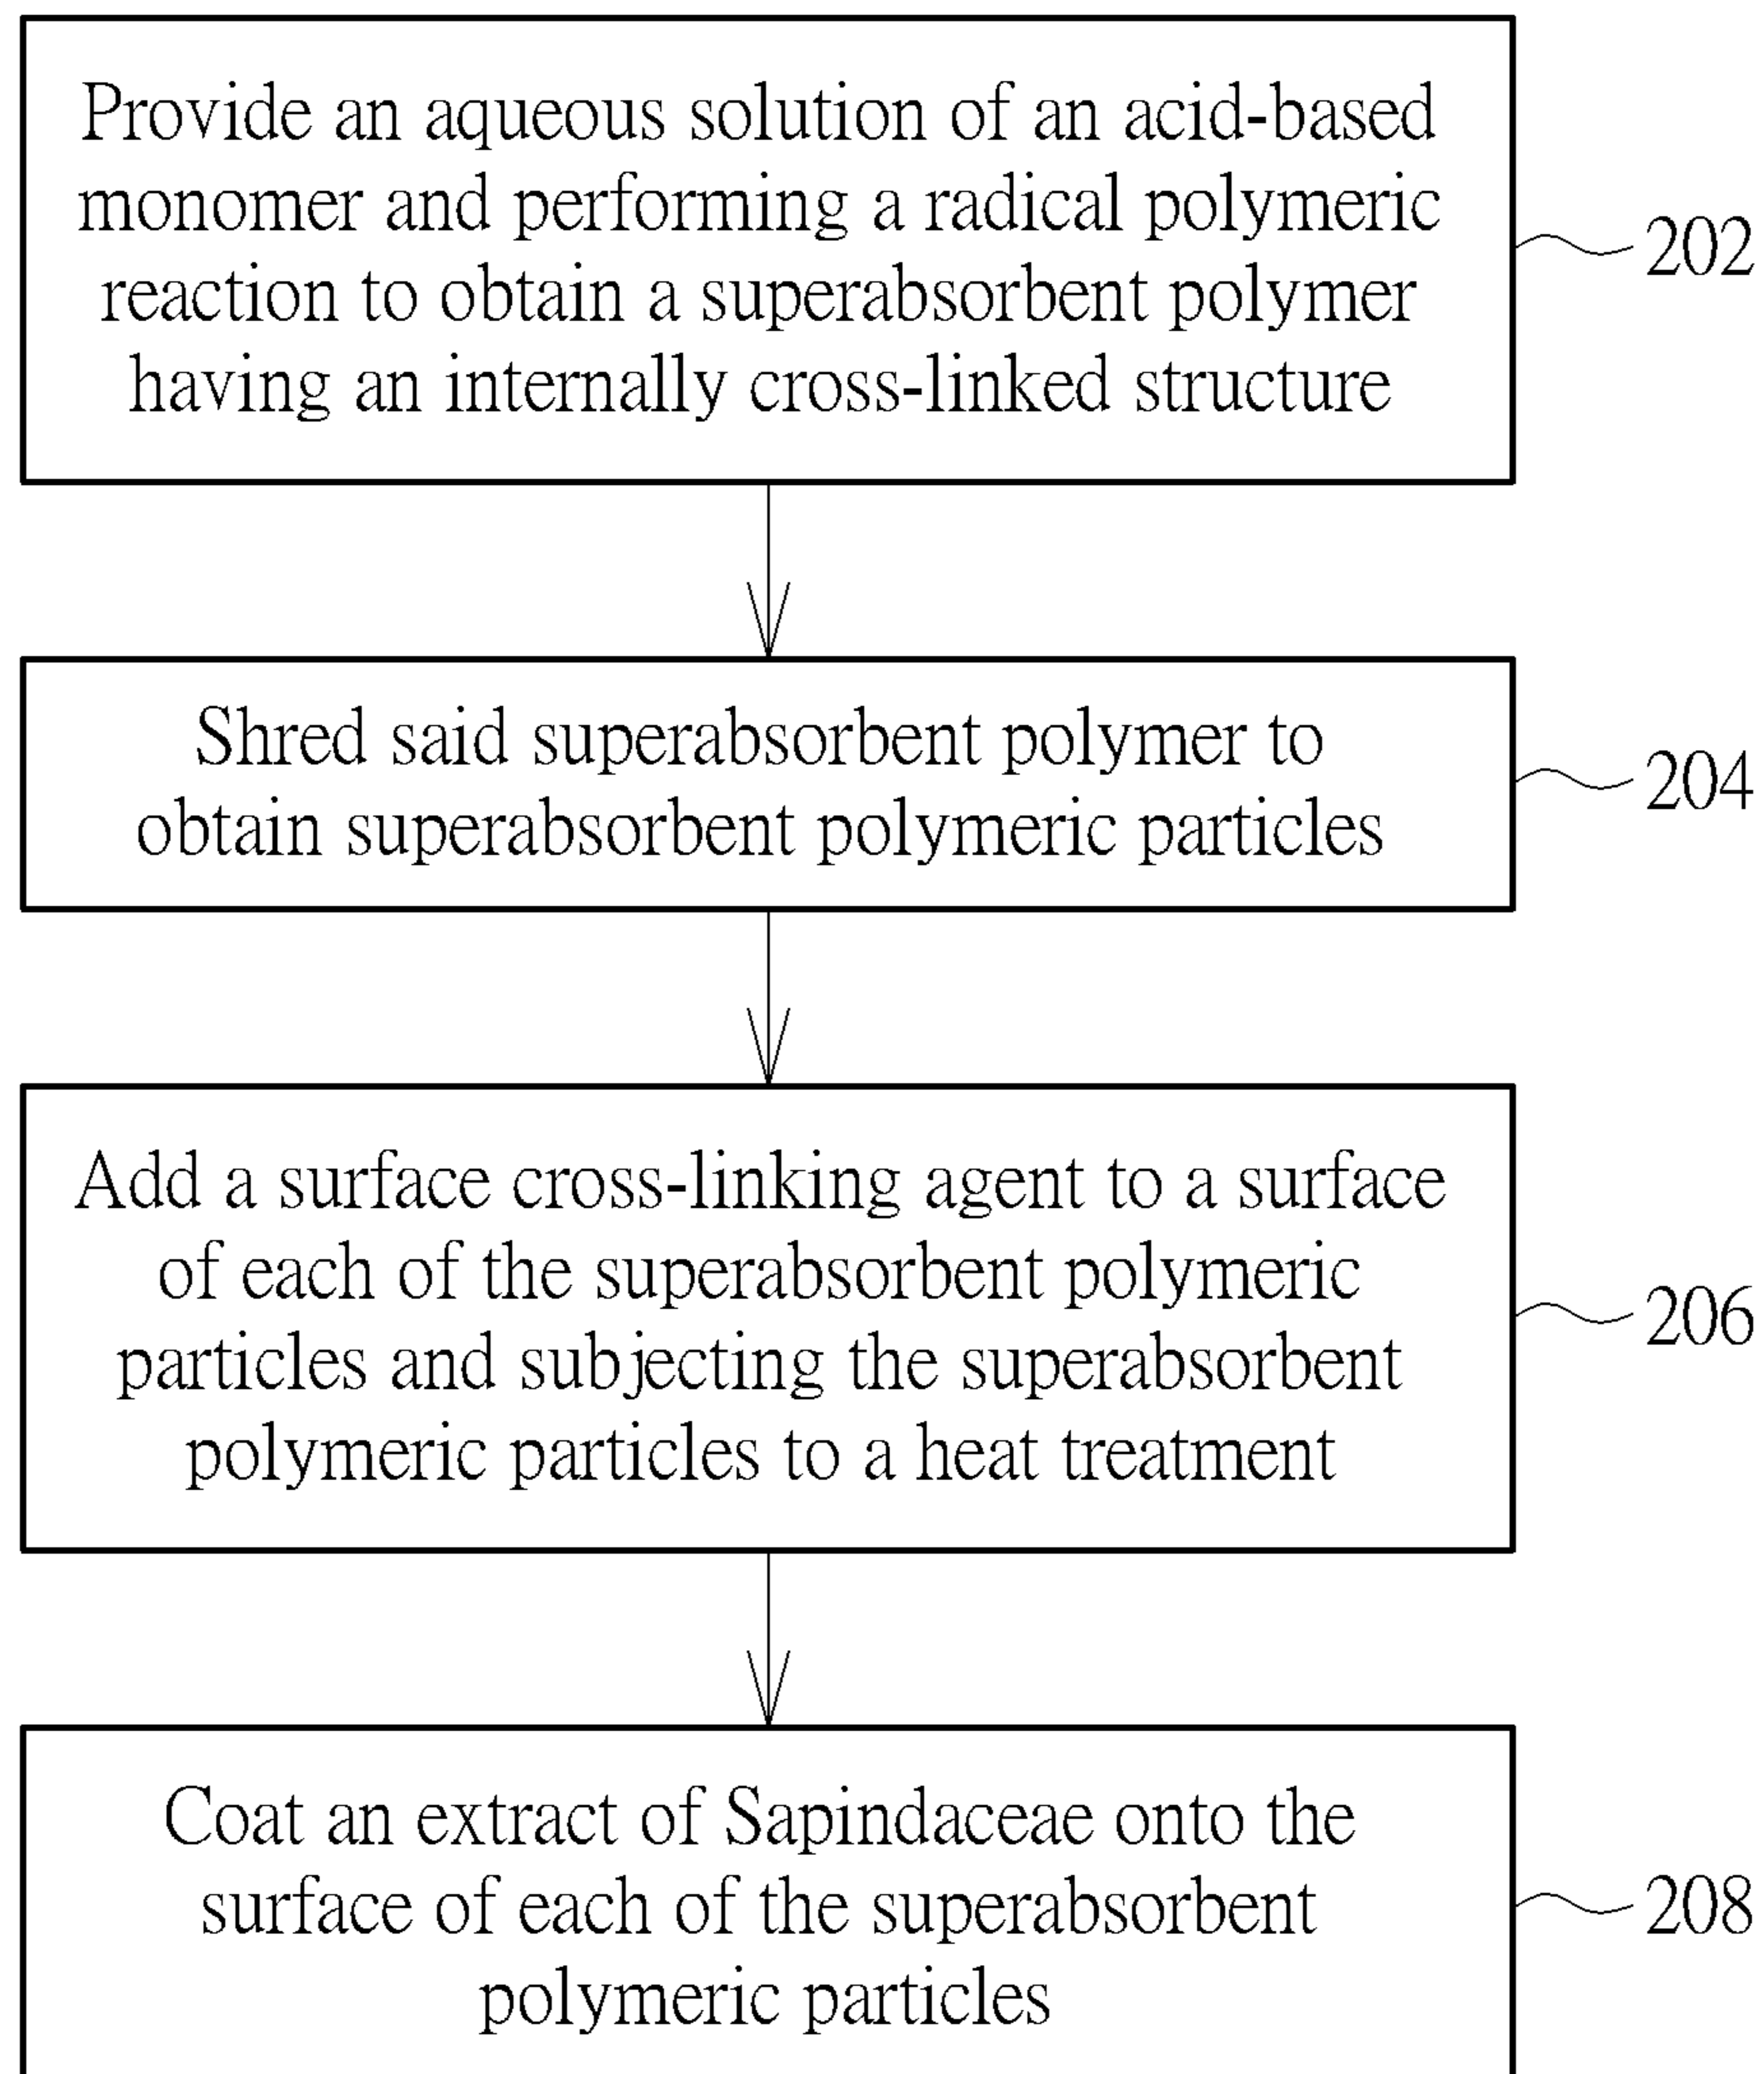 Provide an aqueous solution of an acid-based
monomer and performing a radical polymeric
reaction to obtain a superabsorbent polymer
having an internally cross-linked structure
202
Shred said superabsorbent polymer to
obtain superabsorbent polymeric particles
204
Add a surface cross-linking agent to a surface
of each of the superabsorbent polymeric
particles and subjecting the superabsorbent
polymeric particles to a heat treatment
206
Coat an extract of Sapindaceae onto the
surface of each of the superabsorbent
polymeric particles
208